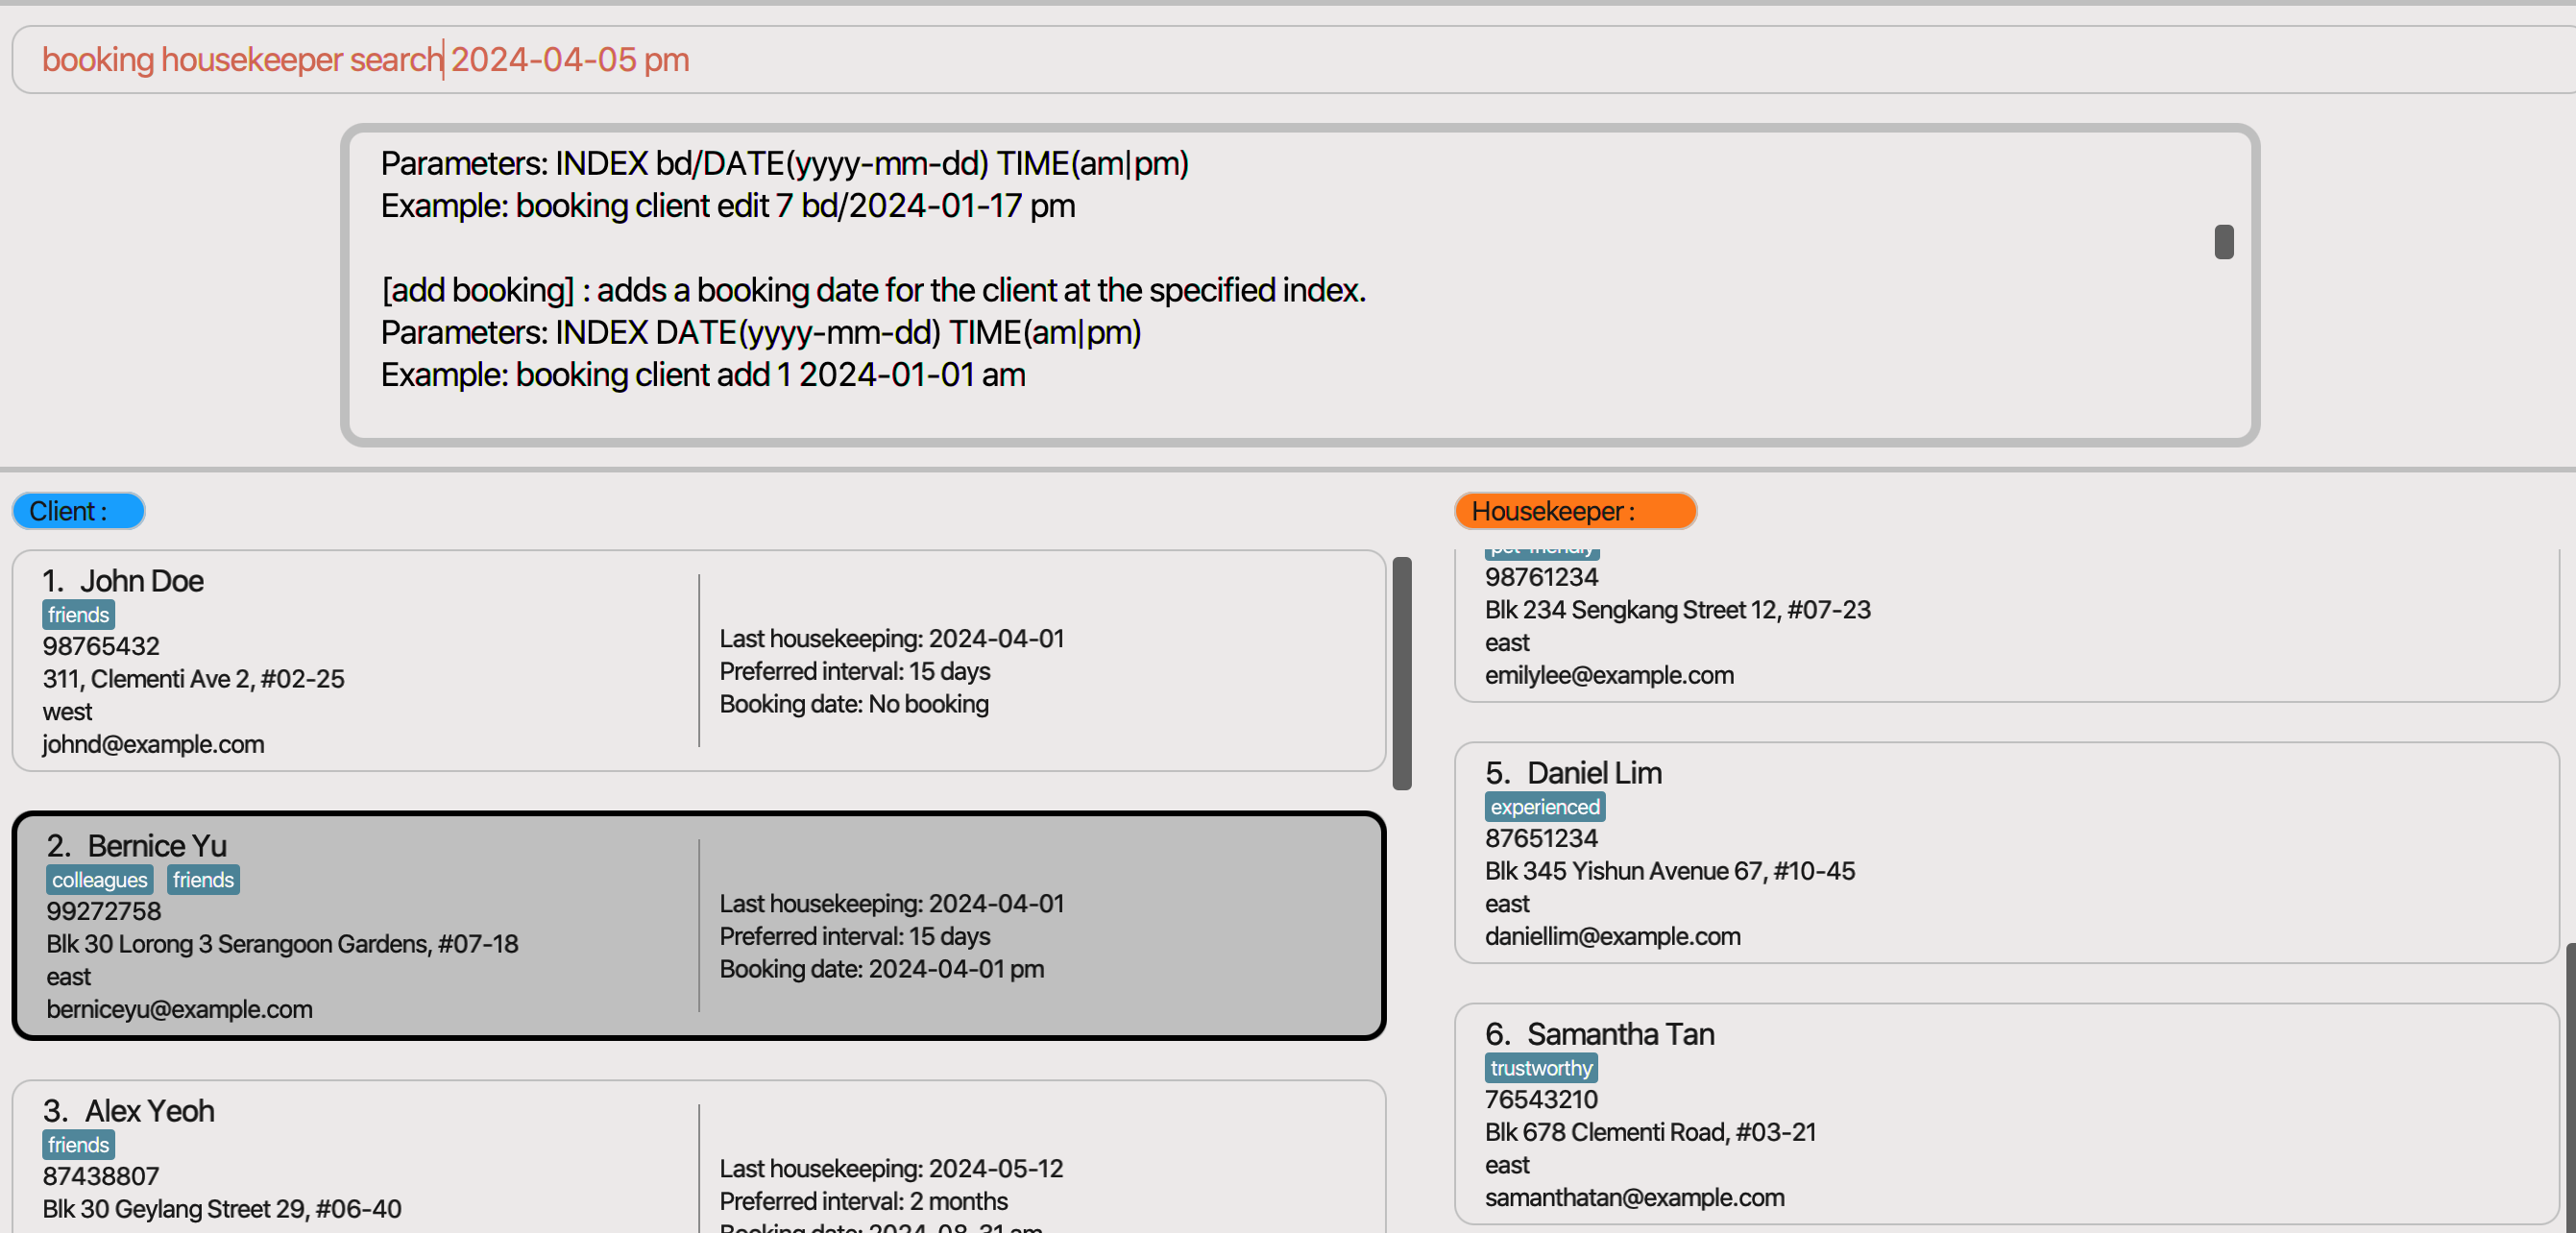 booking housekeeper search 2024-04-05 pm
Parameters: INDEX bd/DATE(yyyy-mm-dd) TIME(am|pm)
Example: booking client edit 7 bd/2024-01-17 pm
[add booking] : adds a booking date for the client at the specified index.
Parameters: INDEX DATE(yyyy-mm-dd) TIME(am|pm)
Example: booking client add 1 2024-01-01 am
Client :
1. John Doe
friends
98765432
311, Clementi Ave 2, #02-25
west
johnd@example.com
Last housekeeping: 2024-04-01
Preferred interval: 15 days
Booking date: No booking
2. Bernice Yu
colleagues friends
99272758
Blk 30 Lorong 3 Serangoon Gardens, #07-18
east
berniceyu@example.com
Last housekeeping: 2024-04-01
Preferred interval: 15 days
Booking date: 2024-04-01 pm
3. Alex Yeoh
friends
87438807
Blk 30 Geylang Street 29, #06-40
Last housekeeping: 2024-05-12
Preferred interval: 2 months
Booking date: 2024-08-31 am
Housekeeper :
pet-friendly
98761234
Blk 234 Sengkang Street 12, #07-23
east
emilylee@example.com
5. Daniel Lim
experienced
87651234
Blk 345 Yishun Avenue 67, #10-45
east
daniellim@example.com
6. Samantha Tan
trustworthy
76543210
Blk 678 Clementi Road, #03-21
east
samanthatan@example.com